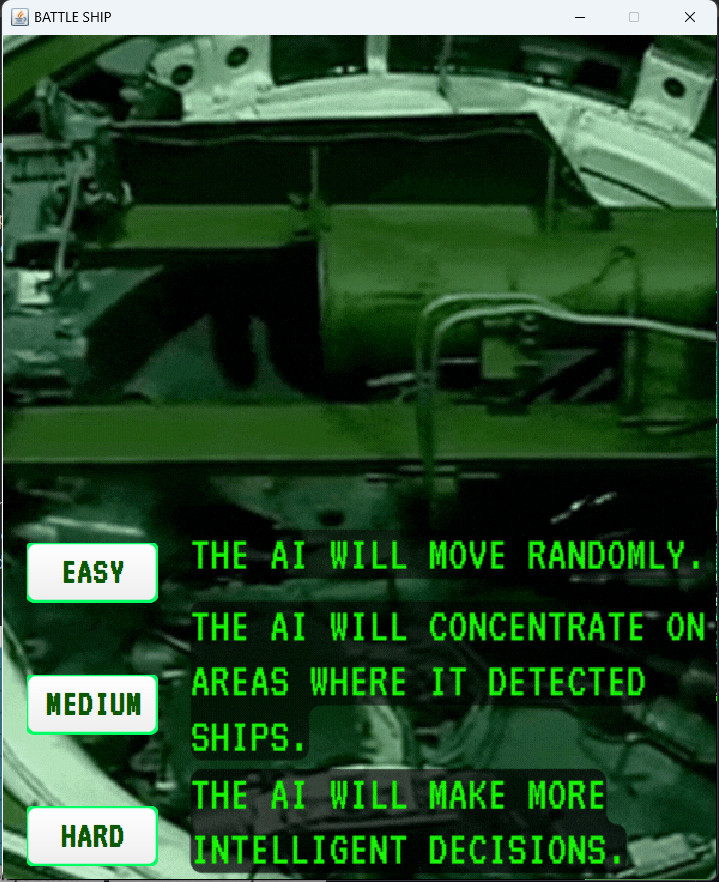 BATTLE SHIP
EASY
THE AI WILL MOVE RANDOMLY.
MEDIUM
THE AI WILL CONCENTRATE ON
AREAS WHERE IT DETECTED
SHIPS.
HARD
THE AI WILL MAKE MORE
INTELLIGENT DECISIONS.